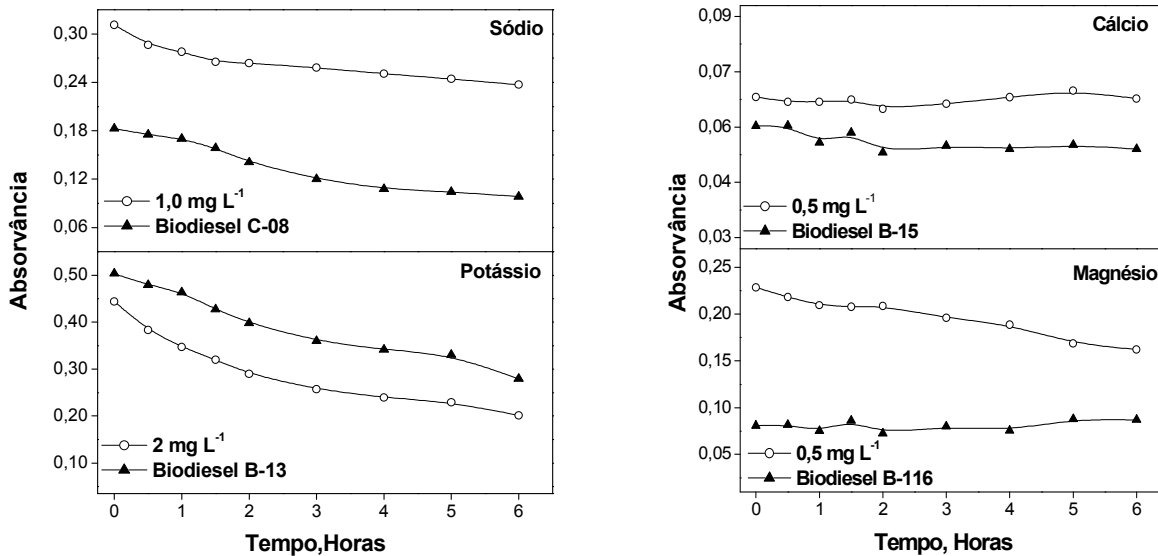 Sódio
0,30
0,24
0,18
0,12
0,06
1,0 mg L⁻¹
Biodiesel C-08
Absorvância
Potássio
0,50
0,40
0,30
0,20
0,10
2 mg L⁻¹
Biodiesel B-13
0 1 2 3 4 5 6
Tempo,Horas
Cálcio
0,09
0,07
0,06
0,04
0,03
0,5 mg L⁻¹
Biodiesel B-15
Absorvância
Magnésio
0,25
0,20
0,15
0,10
0,05
0,5 mg L⁻¹
Biodiesel B-116
0 1 2 3 4 5 6
Tempo, Horas